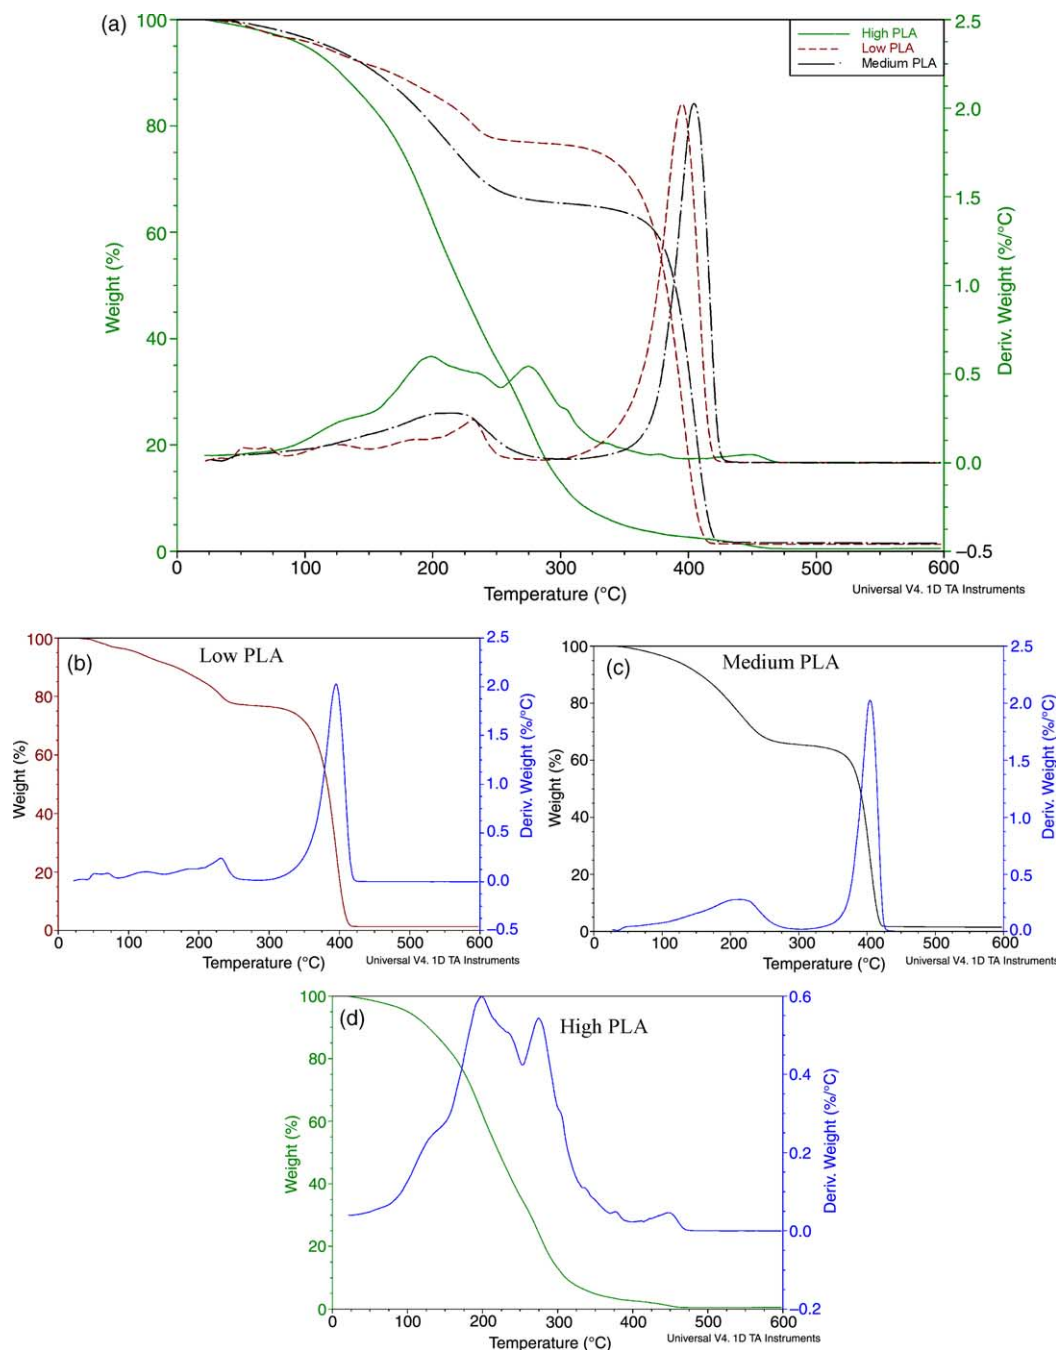 (a)
High PLA
Low PLA
Medium PLA
100
80
60
40
20
0
Weight (%)
2.5
2.0
1.5
1.0
0.5
0.0
–0.5
Deriv. Weight (%/°C)
0 100 200 300 400 500 600
Temperature (°C)
Universal V4. 1D TA Instruments
(b)
Low PLA
100
80
60
40
20
0
Weight (%)
2.5
2.0
1.5
1.0
0.5
0.0
–0.5
Deriv. Weight (%/°C)
0 100 200 300 400 500 600
Temperature (°C)
Universal V4. 1D TA Instruments
(c)
Medium PLA
100
80
60
40
20
0
Weight (%)
2.5
2.0
1.5
1.0
0.5
0.0
Deriv. Weight (%/°C)
0 100 200 300 400 500 600
Temperature (°C)
Universal V4. 1D TA Instruments
(d)
High PLA
100
80
60
40
20
0
Weight (%)
0.6
0.4
0.2
0.0
–0.2
Deriv. Weight (%/°C)
0 100 200 300 400 500 600
Temperature (°C)
Universal V4. 1D TA Instruments